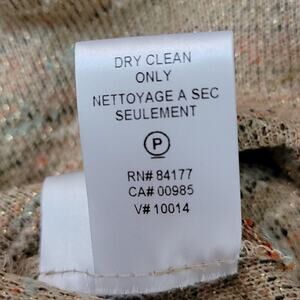 DRY CLEAN
ONLY
NETTOYAGE A SEC
SEULEMENT
P
RN# 84177
CA# 00985
V# 10014